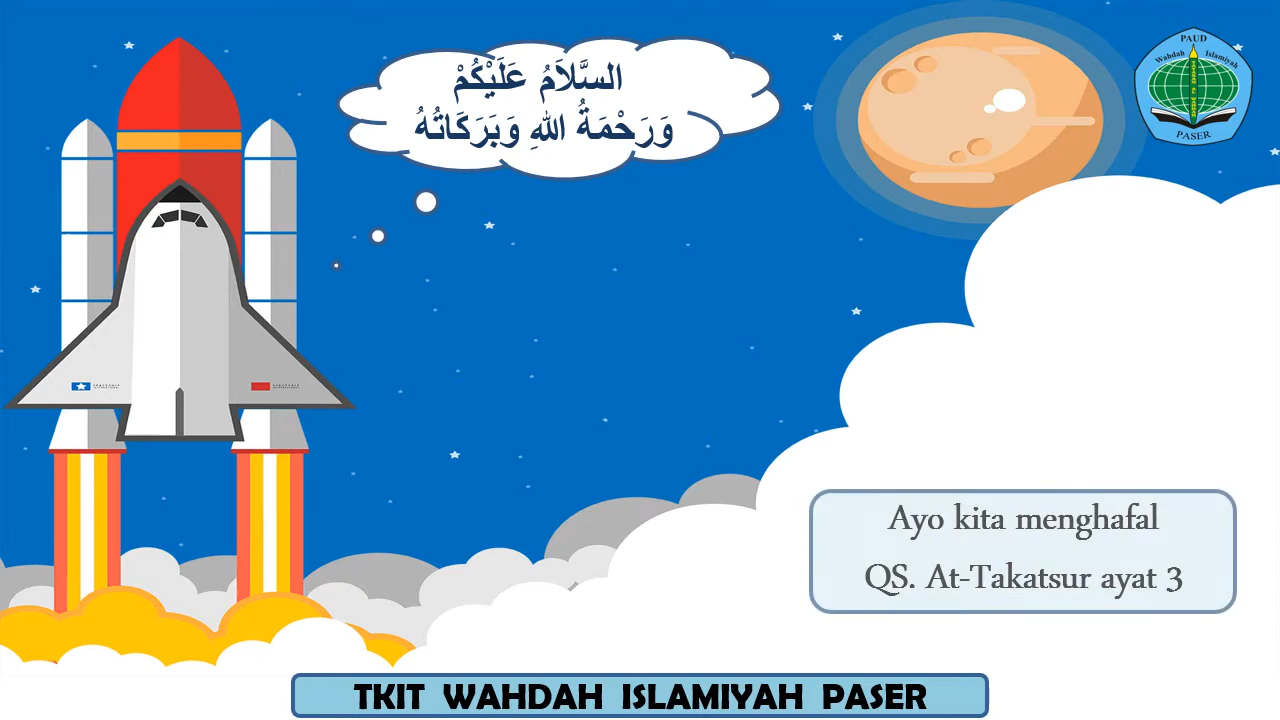 السَّلاَمُ عَلَيْكُمْ
وَرَحْمَةُ اللهِ وَبَرَكَاتُهُ
PAUD
Wahdah Islamiyah
PASER
Ayo kita menghafal
QS. At-Takatsur ayat 3
TKIT WAHDAH ISLAMIYAH PASER